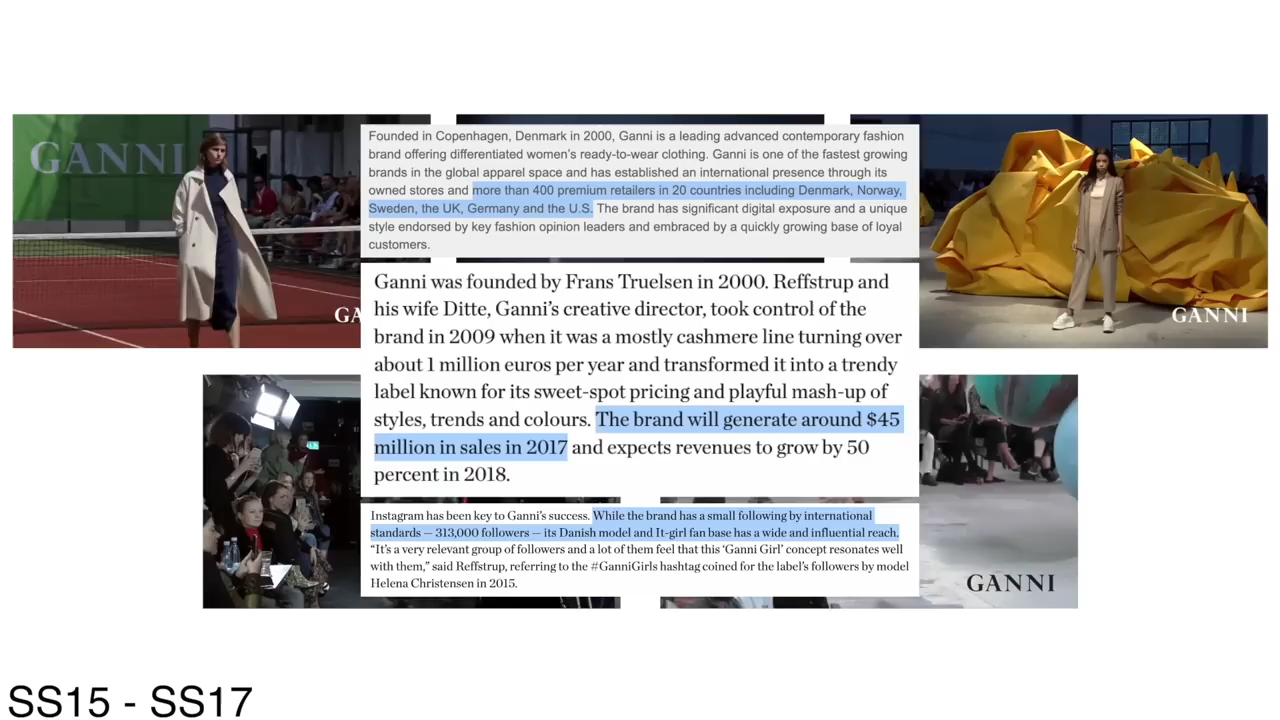 GANNI
Founded in Copenhagen, Denmark in 2000, Ganni is a leading advanced contemporary fashion
brand offering differentiated women's ready-to-wear clothing. Ganni is one of the fastest growing
brands in the global apparel space and has established an international presence through its
owned stores and more than 400 premium retailers in 20 countries including Denmark, Norway,
Sweden, the UK, Germany and the U.S. The brand has significant digital exposure and a unique
style endorsed by key fashion opinion leaders and embraced by a quickly growing base of loyal
customers.
GA
GANNI
Ganni was founded by Frans Truelsen in 2000. Reffstrup and
his wife Ditte, Ganni’s creative director, took control of the
brand in 2009 when it was a mostly cashmere line turning over
about 1 million euros per year and transformed it into a trendy
label known for its sweet-spot pricing and playful mash-up of
styles, trends and colours. The brand will generate around $45
million in sales in 2017 and expects revenues to grow by 50
percent in 2018.
Instagram has been key to Ganni’s success. While the brand has a small following by international
standards — 313,000 followers — its Danish model and It-girl fan base has a wide and influential reach.
“It’s a very relevant group of followers and a lot of them feel that this ‘Ganni Girl’ concept resonates well
with them,” said Reffstrup, referring to the #GanniGirls hashtag coined for the label’s followers by model
Helena Christensen in 2015.
GANNI
SS15 - SS17